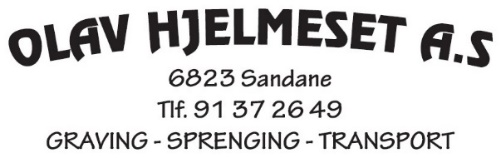 OLAV HJELMESET A.S
6823 Sandane
Tlf. 91 37 26 49
GRAVING - SPRENGING - TRANSPORT